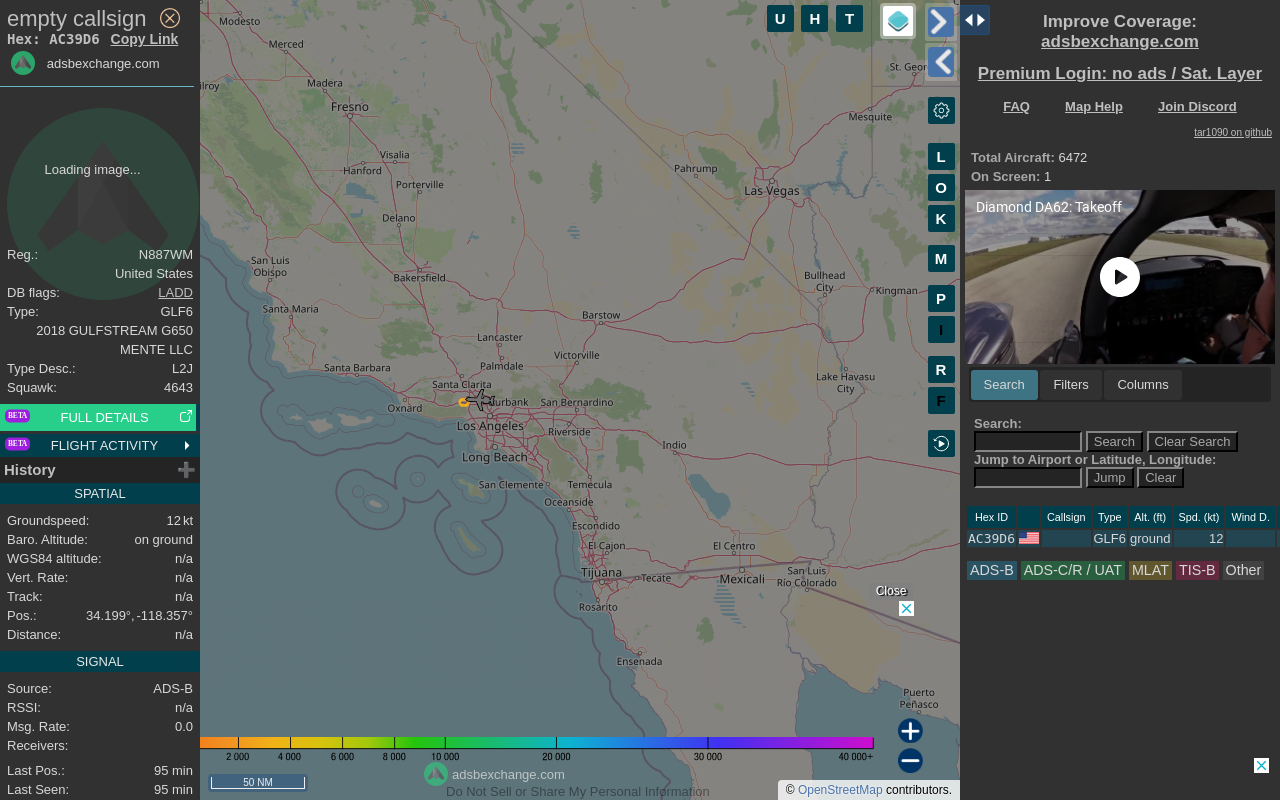 empty callsign
Hex: AC39D6 Copy Link
adsbexchange.com
Loading image...
Reg.: N887WM
United States
DB flags: LADD
Type: GLF6
2018 GULFSTREAM G650
MENTE LLC
Type Desc.: L2J
Squawk: 4643
BETA FULL DETAILS
BETA FLIGHT ACTIVITY
History
SPATIAL
Groundspeed: 12 kt
Baro. Altitude: on ground
WGS84 altitude: n/a
Vert. Rate: n/a
Track: n/a
Pos.: 34.199°, -118.357°
Distance: n/a
SIGNAL
Source: ADS-B
RSSI: n/a
Msg. Rate: 0.0
Receivers:
Last Pos.: 95 min
Last Seen: 95 min
Modesto
Merced
Madera
Fresno
Visalia
Hanford
Porterville
Delano
San Luis
Obispo
Bakersfield
Santa Maria
Lancaster
Palmdale
Santa Barbara
Santa Clarita
Oxnard
Los Angeles
San Bernardino
Riverside
Long Beach
Barstow
Victorville
San Clemente
Temecula
Oceanside
Escondido
El Cajon
Tijuana
Tecate
Rosarito
Ensenada
Indio
El Centro
Mexicali
San Luis
Río Colorado
Puerto
Peñasco
Pahrump
Las Vegas
Mesquite
Bullhead
City
Kingman
Lake Havasu
City
U H T
L
O
K
M
P
I
R
F
Close
2 000 4 000 6 000 8 000 10 000 20 000 30 000 40 000+
50 NM
adsbexchange.com
Do Not Sell or Share My Personal Information
© OpenStreetMap contributors.
Improve Coverage:
adsbexchange.com
Premium Login: no ads / Sat. Layer
FAQ Map Help Join Discord
tar1090 on github
Total Aircraft: 6472
On Screen: 1
Diamond DA62: Takeoff
Search Filters Columns
Search:
Search Clear Search
Jump to Airport or Latitude, Longitude:
Jump Clear
Hex ID Callsign Type Alt. (ft) Spd. (kt) Wind D.
AC39D6 GLF6 ground 12
ADS-B ADS-C/R / UAT MLAT TIS-B Other